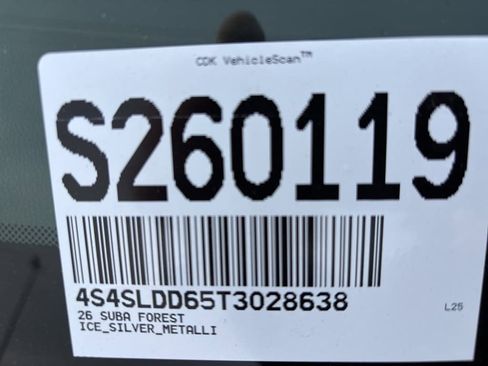 CDK VehicleScan™
S260119
4S4SLDD65T3028638
26 SUBA FOREST
ICE_SILVER_METALLI
L25